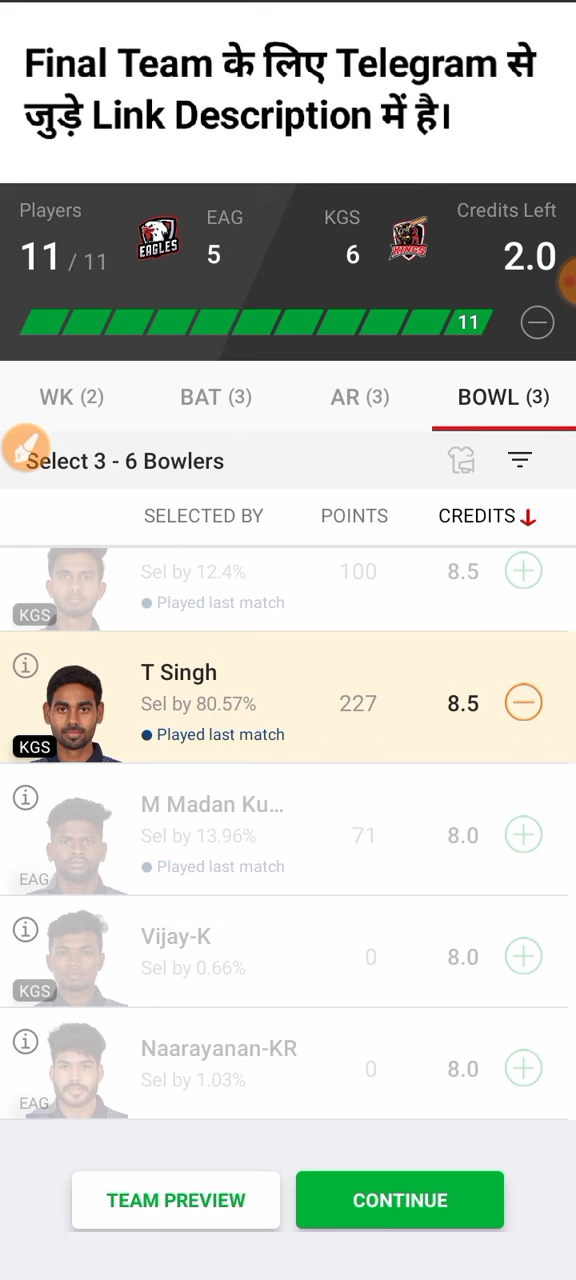 Final Team के लिए Telegram से
जुड़े Link Description में है।
Players EAG KGS Credits Left
11 / 11 EAGLES 5 6 KINGS 2.0
11
WK (2) BAT (3) AR (3) BOWL (3)
Select 3 - 6 Bowlers
SELECTED BY POINTS CREDITS
Sel by 12.4% 100 8.5
Played last match
KGS
T Singh
Sel by 80.57% 227 8.5
Played last match
KGS
M Madan Ku...
Sel by 13.96% 71 8.0
Played last match
EAG
Vijay-K
Sel by 0.66% 0 8.0
KGS
Naarayanan-KR
Sel by 1.03% 0 8.0
EAG
TEAM PREVIEW CONTINUE